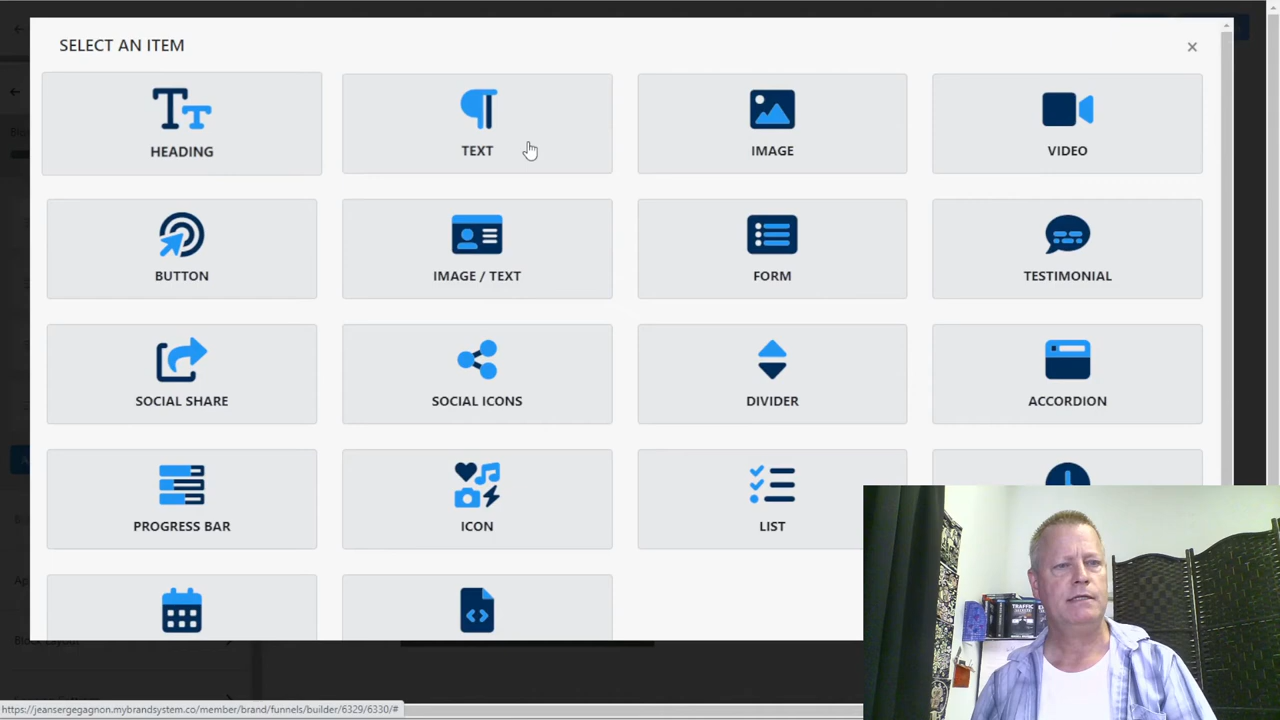 SELECT AN ITEM
×
HEADING
TEXT
IMAGE
VIDEO
BUTTON
IMAGE / TEXT
FORM
TESTIMONIAL
SOCIAL SHARE
SOCIAL ICONS
DIVIDER
ACCORDION
PROGRESS BAR
ICON
LIST
TRAFFIC
https://jeansergegagnon.mybrandsystem.co/member/brand/funnels/builder/6329/6330/#